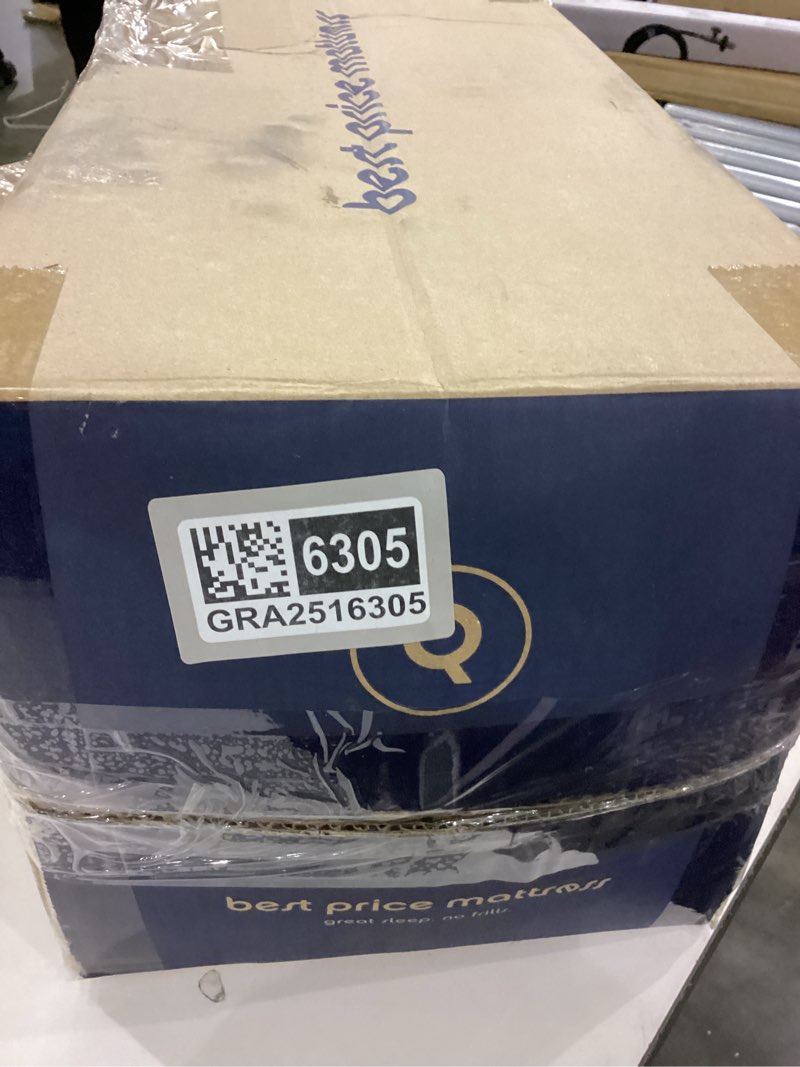 best price mattress
6305
GRA2516305
Q
best price mattress
great sleep. no frills.